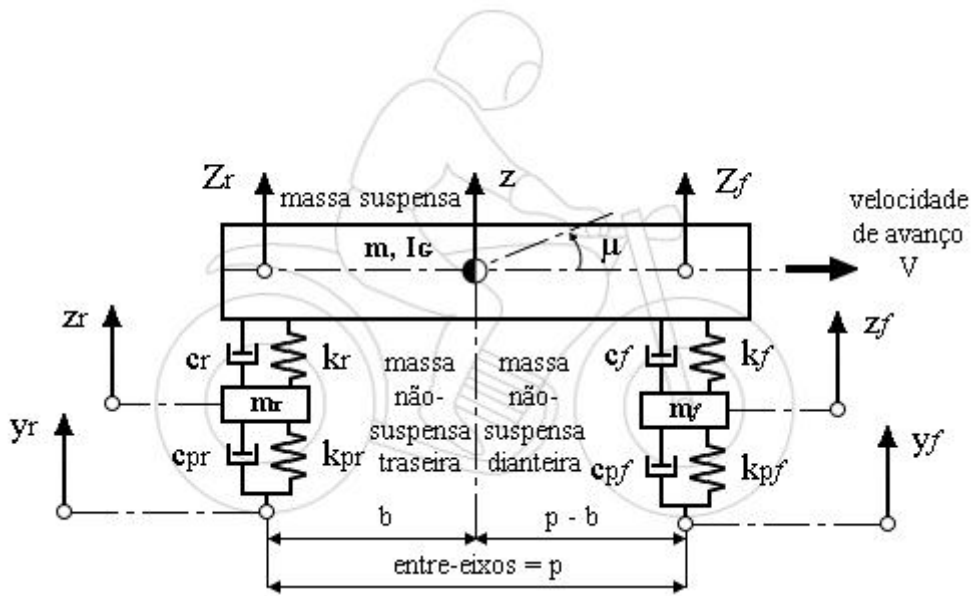 Zr
z
Zf
massa suspensa
velocidade
de avanço
V
m, IG
μ
zr
zf
cr
kr
cf
kf
massa
não-
suspensa
traseira
massa
não-
suspensa
dianteira
mr
mf
yr
yf
cpr
kpr
cpf
kpf
b
p - b
entre-eixos = p